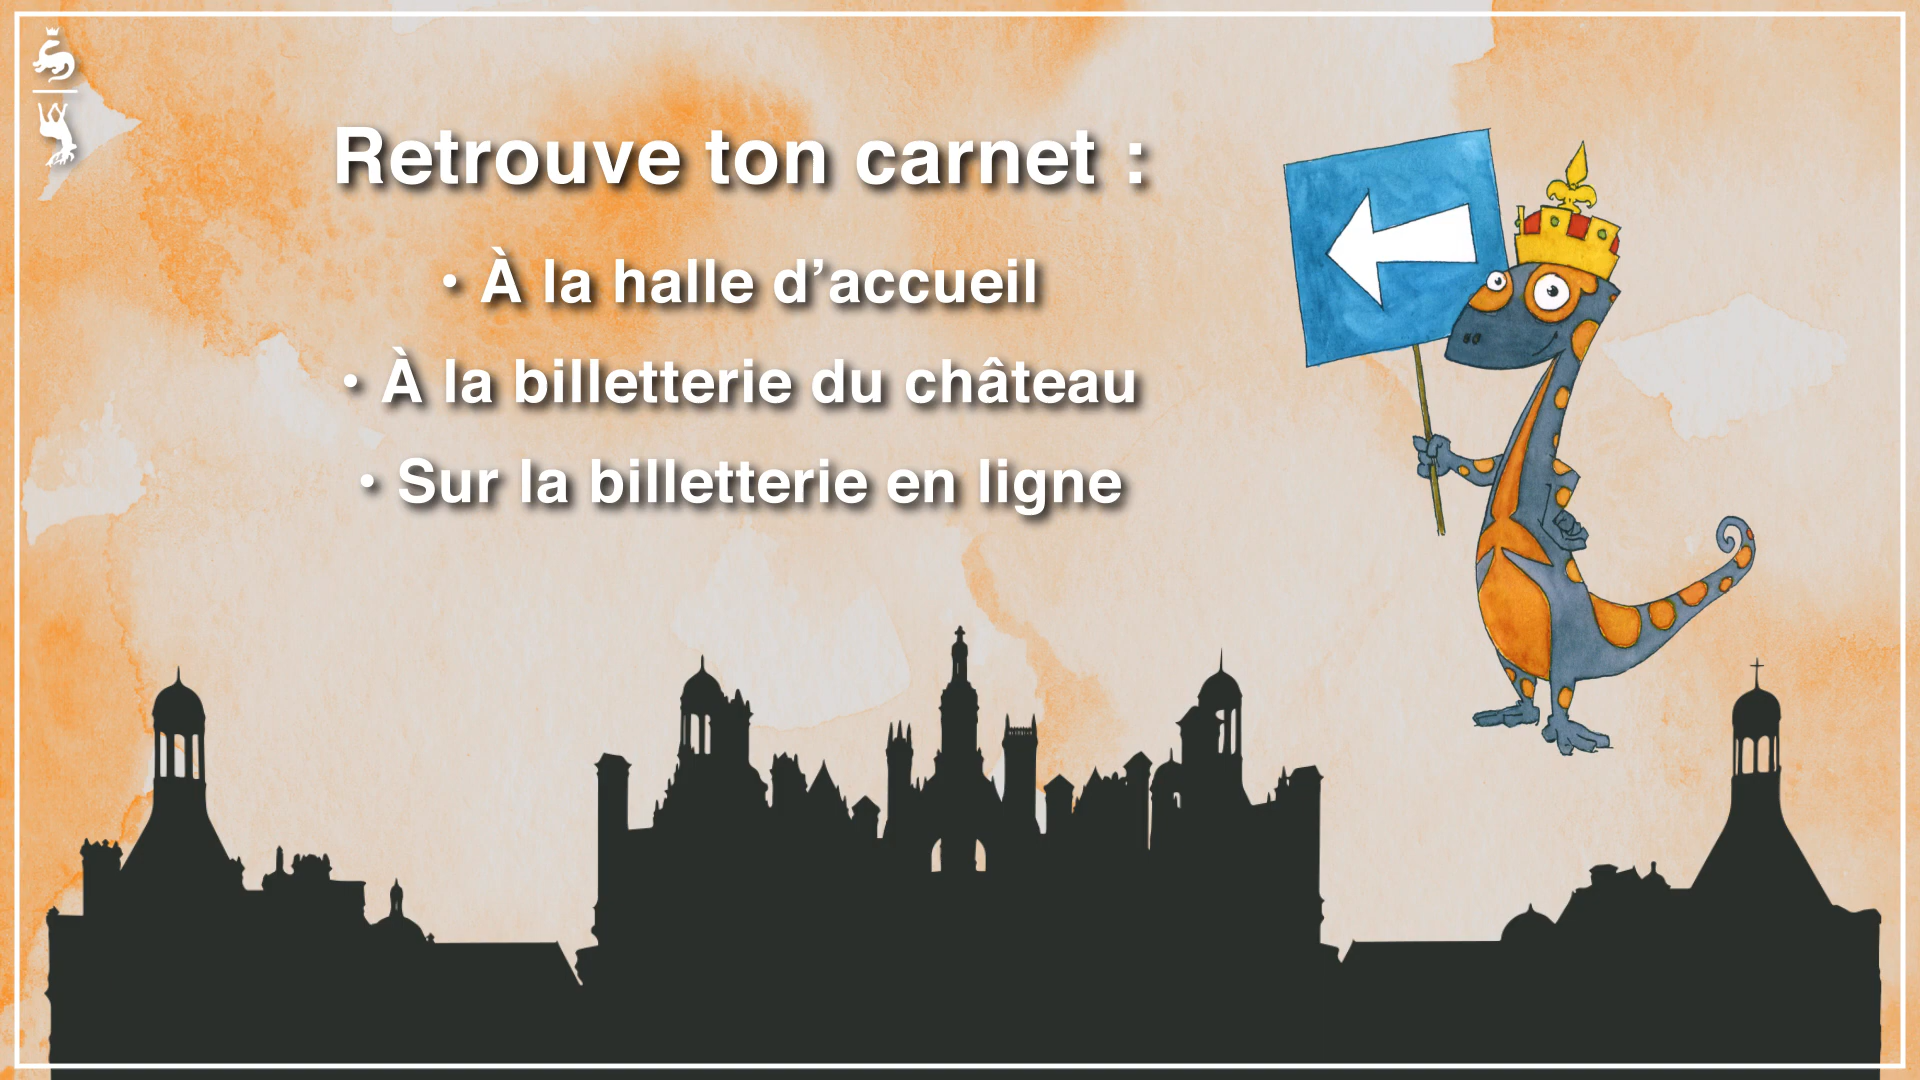 Retrouve ton carnet :
• À la halle d’accueil
• À la billetterie du château
• Sur la billetterie en ligne